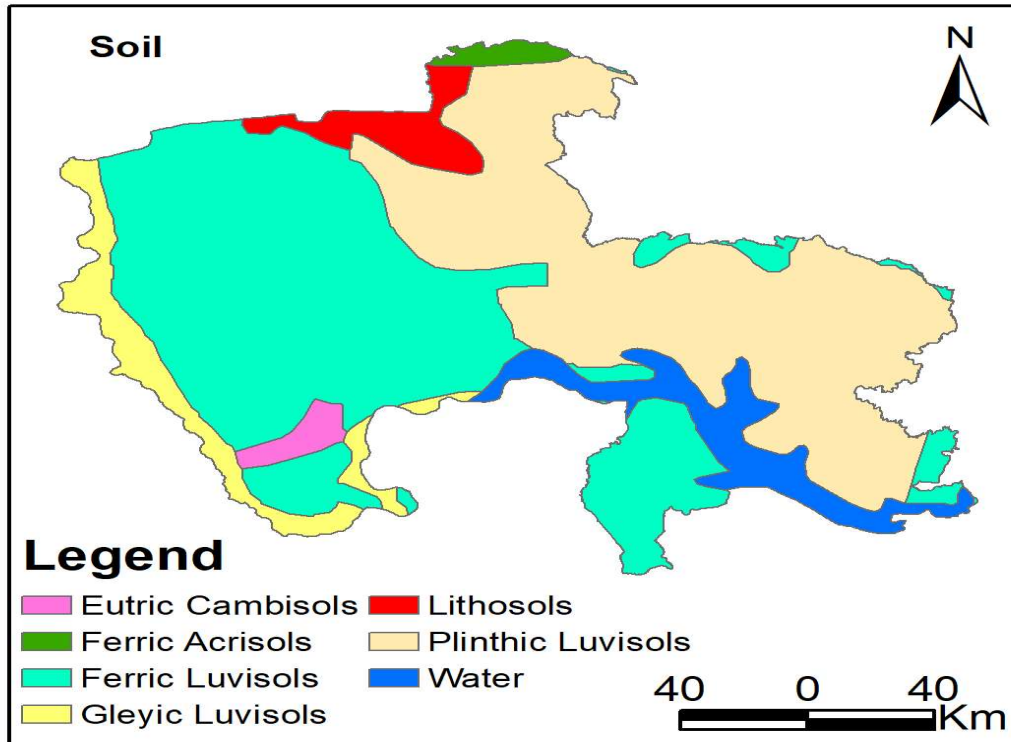 Soil
N
Legend
Eutric Cambisols
Ferric Acrisols
Ferric Luvisols
Gleyic Luvisols
Lithosols
Plinthic Luvisols
Water
40 0 40
Km